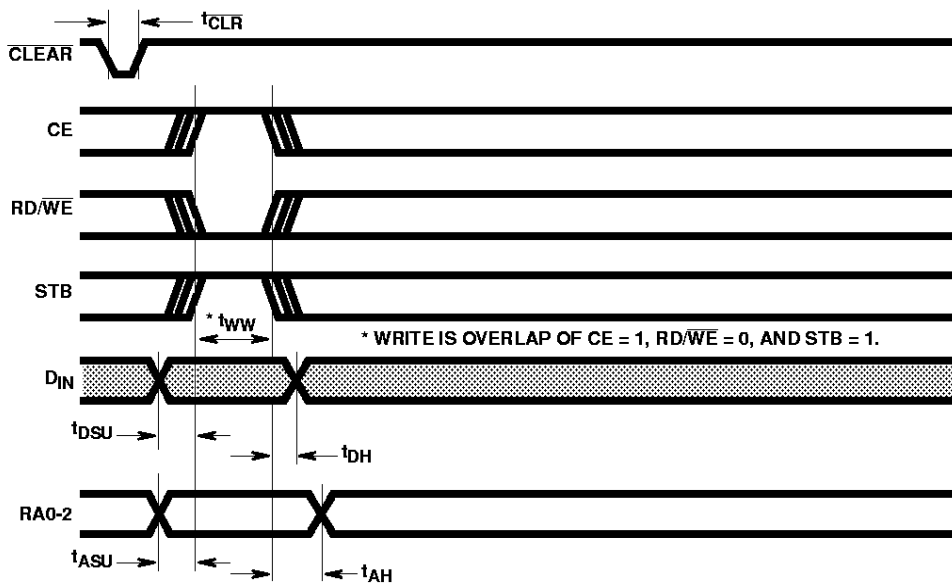 tCLR
CLEAR
CE
RD/WE
STB
* tWW
* WRITE IS OVERLAP OF CE = 1, RD/WE = 0, AND STB = 1.
DIN
tDSU
tDH
RA0-2
tASU
tAH